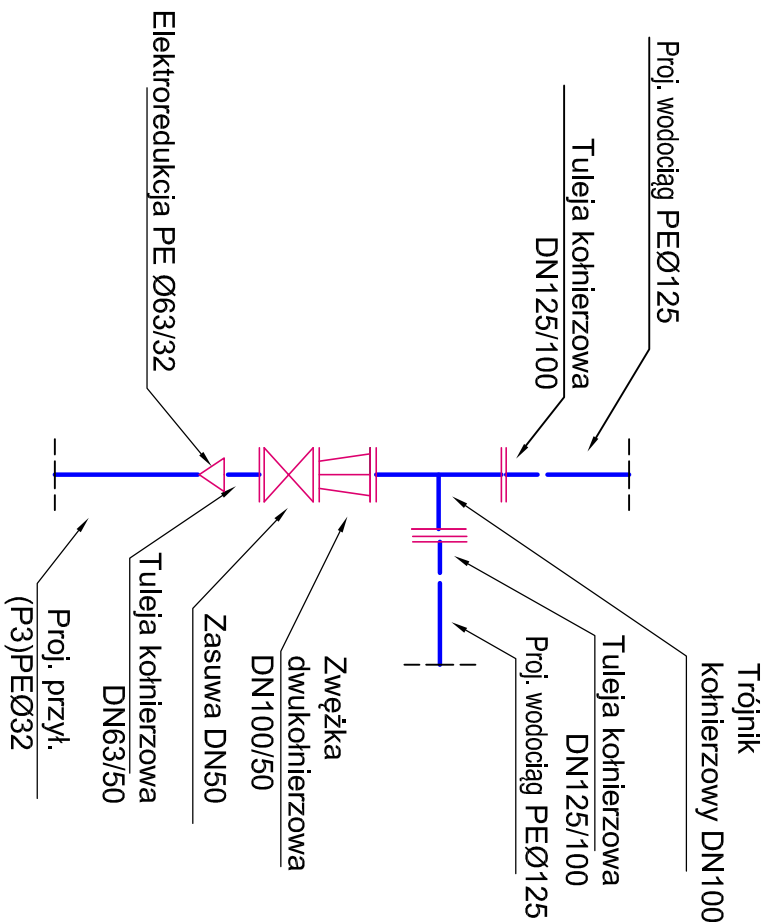 Trójnik
kołnierzowy DN100
Tuleja kołnierzowa
DN125/100
Proj. wodociąg PEØ125
Zwężka
dwukołnierzowa
DN100/50
Zasuwa DN50
Tuleja kołnierzowa
DN63/50
Proj. przył.
(P3)PEØ32
Proj. wodociąg PEØ125
Tuleja kołnierzowa
DN125/100
Elektroredukcja PE Ø63/32